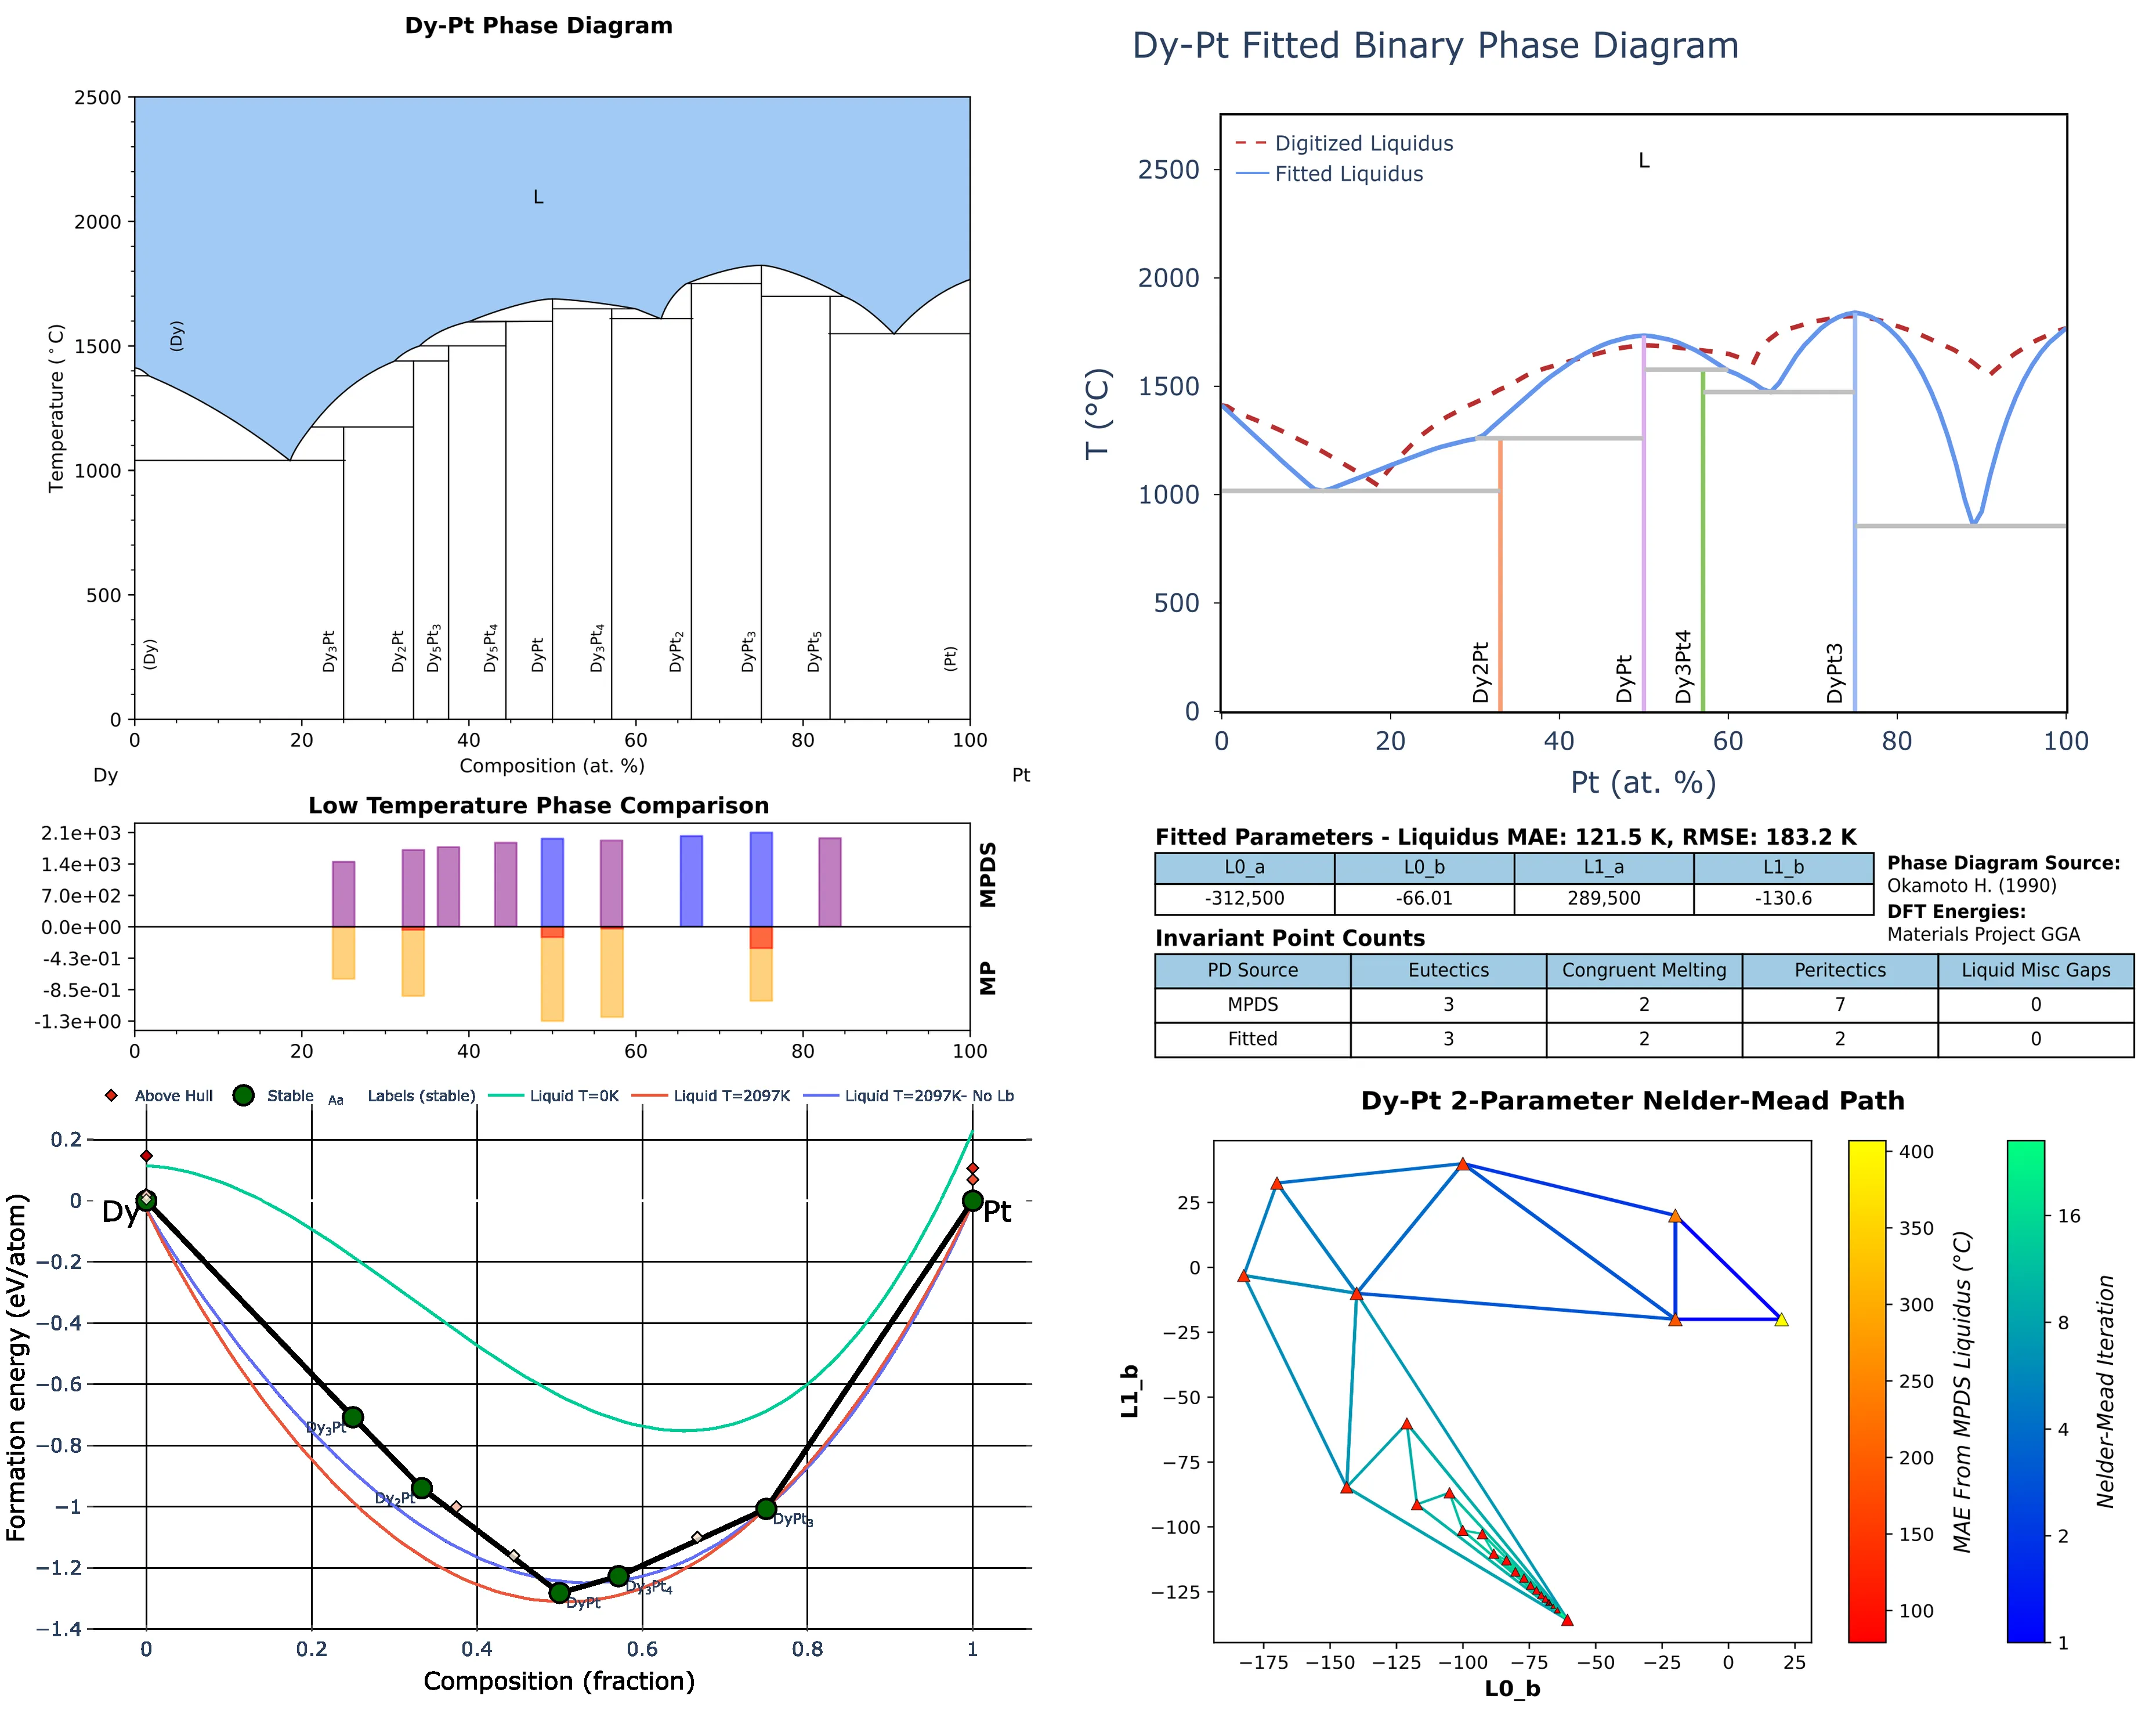 Dy-Pt Phase Diagram
2500
2000
1500
1000
500
0
Temperature (°C)
L
(Dy)
(Dy)
Dy3Pt
Dy2Pt
Dy5Pt3
Dy5Pt4
DyPt
Dy3Pt4
DyPt2
DyPt3
DyPt5
(Pt)
0 20 40 60 80 100
Composition (at. %)
Dy Pt
Dy-Pt Fitted Binary Phase Diagram
Digitized Liquidus
Fitted Liquidus
L
2500
2000
1500
1000
500
0
T (°C)
Dy2Pt
DyPt
Dy3Pt4
DyPt3
0 20 40 60 80 100
Pt (at. %)
Low Temperature Phase Comparison
2.1e+03
1.4e+03
7.0e+02
0.0e+00
-4.3e-01
-8.5e-01
-1.3e+00
MPDS
MP
0 20 40 60 80 100
Fitted Parameters - Liquidus MAE: 121.5 K, RMSE: 183.2 K
L0_a L0_b L1_a L1_b
-312,500 -66.01 289,500 -130.6
Phase Diagram Source:
Okamoto H. (1990)
DFT Energies:
Materials Project GGA
Invariant Point Counts
PD Source Eutectics Congruent Melting Peritectics Liquid Misc Gaps
MPDS 3 2 7 0
Fitted 3 2 2 0
Above Hull Stable Aa Labels (stable) Liquid T=0K Liquid T=2097K Liquid T=2097K- No Lb
0.2
0
−0.2
−0.4
−0.6
−0.8
−1
−1.2
−1.4
Formation energy (eV/atom)
Dy
Pt
Dy3Pt
Dy2Pt
DyPt
Dy3Pt4
DyPt3
0 0.2 0.4 0.6 0.8 1
Composition (fraction)
Dy-Pt 2-Parameter Nelder-Mead Path
25
0
−25
−50
−75
−100
−125
L1_b
−175 −150 −125 −100 −75 −50 −25 0 25
L0_b
400
350
300
250
200
150
100
MAE From MPDS Liquidus (°C)
16
8
4
2
1
Nelder-Mead Iteration